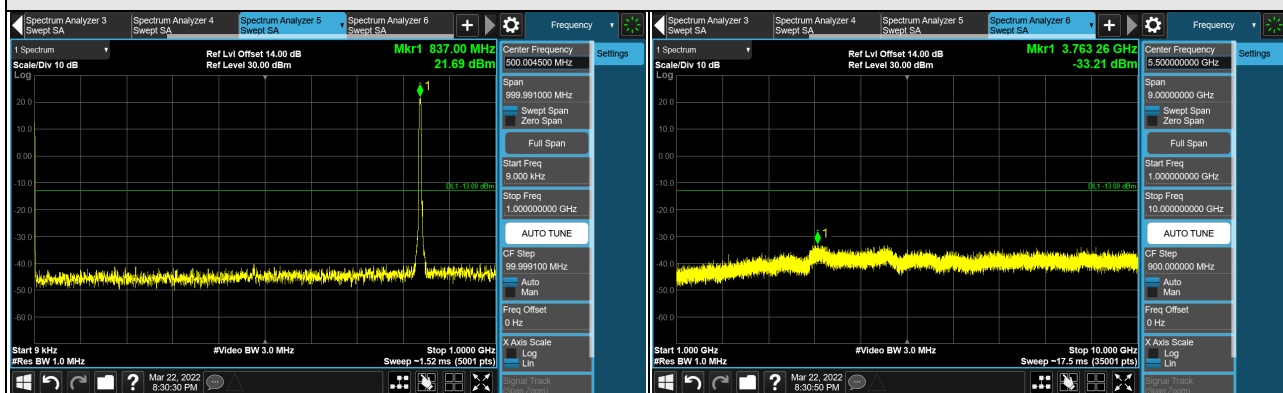 Spectrum Analyzer 3
Swept SA
Spectrum Analyzer 4
Swept SA
Spectrum Analyzer 5
Swept SA
Spectrum Analyzer 6
Swept SA
+
Frequency
1 Spectrum
Scale/Div 10 dB
Log
Ref Lvl Offset 14.00 dB
Ref Level 30.00 dBm
Mkr1 837.00 MHz
21.69 dBm
1
20.0
10.0
0.00
-10.0
-20.0
-30.0
-40.0
-50.0
-60.0
DL1 -13.00 dBm
Start 9 kHz
#Res BW 1.0 MHz
#Video BW 3.0 MHz
Stop 1.0000 GHz
Sweep ~1.52 ms (5001 pts)
Center Frequency
500.004500 MHz
Settings
Span
999.991000 MHz
Swept Span
Zero Span
Full Span
Start Freq
9.000 kHz
Stop Freq
1.000000000 GHz
AUTO TUNE
CF Step
99.999100 MHz
Auto
Man
Freq Offset
0 Hz
X Axis Scale
Log
Lin
Signal Track
(Span Zoom)
?
Mar 22, 2022
8:30:30 PM
Spectrum Analyzer 3
Swept SA
Spectrum Analyzer 4
Swept SA
Spectrum Analyzer 5
Swept SA
Spectrum Analyzer 6
Swept SA
+
Frequency
1 Spectrum
Scale/Div 10 dB
Log
Ref Lvl Offset 14.00 dB
Ref Level 30.00 dBm
Mkr1 3.763 26 GHz
-33.21 dBm
1
20.0
10.0
0.00
-10.0
-20.0
-30.0
-40.0
-50.0
-60.0
DL1 -13.00 dBm
Start 1.000 GHz
#Res BW 1.0 MHz
#Video BW 3.0 MHz
Stop 10.000 GHz
Sweep ~17.5 ms (35001 pts)
Center Frequency
5.500000000 GHz
Settings
Span
9.00000000 GHz
Swept Span
Zero Span
Full Span
Start Freq
1.000000000 GHz
Stop Freq
10.000000000 GHz
AUTO TUNE
CF Step
900.000000 MHz
Auto
Man
Freq Offset
0 Hz
X Axis Scale
Log
Lin
Signal Track
(Span Zoom)
?
Mar 22, 2022
8:30:50 PM